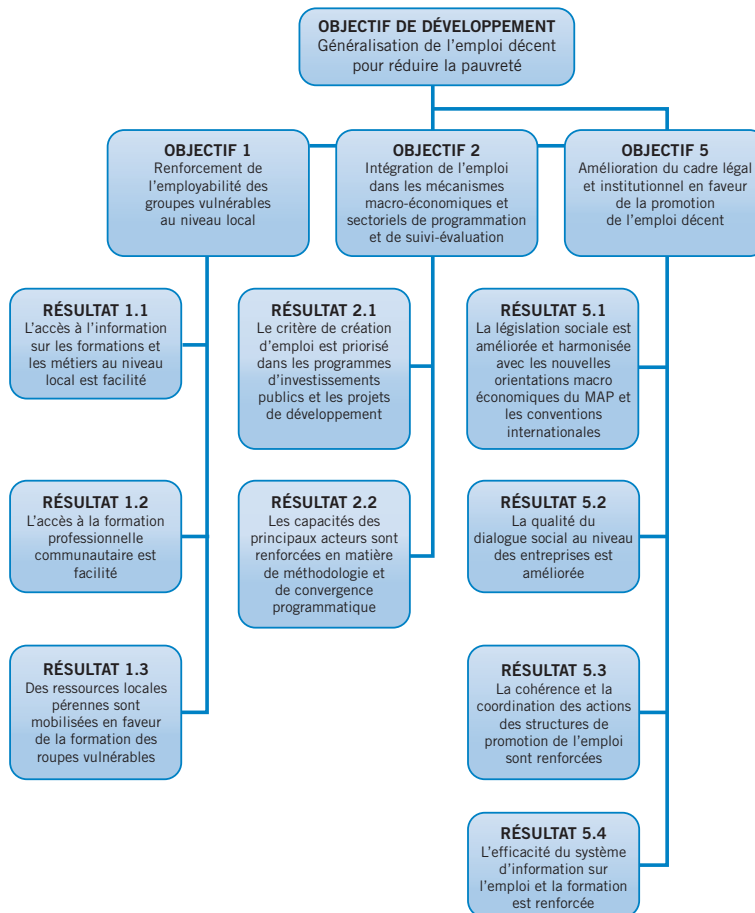 OBJECTIF DE DÉVELOPPEMENT
Généralisation de l'emploi décent
pour réduire la pauvreté
OBJECTIF 1
Renforcement de
l'employabilité des
groupes vulnérables
au niveau local
OBJECTIF 2
Intégration de l'emploi
dans les mécanismes
macro-économiques et
sectoriels de programmation
et de suivi-évaluation
OBJECTIF 5
Amélioration du cadre légal
et institutionnel en faveur
de la promotion
de l'emploi décent
RÉSULTAT 1.1
L'accès à l'information
sur les formations et
les métiers au niveau
local est facilité
RÉSULTAT 2.1
Le critère de création
d'emploi est priorisé
dans les programmes
d'investissements
publics et les projets
de développement
RÉSULTAT 5.1
La législation sociale est
améliorée et harmonisée
avec les nouvelles
orientations macro
économiques du MAP et
les conventions
internationales
RÉSULTAT 1.2
L'accès à la formation
professionnelle
communautaire est
facilité
RÉSULTAT 2.2
Les capacités des
principaux acteurs sont
renforcées en matière
de méthodologie et
de convergence
programmatique
RÉSULTAT 5.2
La qualité du
dialogue social au niveau
des entreprises est
améliorée
RÉSULTAT 1.3
Des ressources locales
pérennes sont
mobilisées en faveur
de la formation des
roupes vulnérables
RÉSULTAT 5.3
La cohérence et la
coordination des actions
des structures de
promotion de l'emploi
sont renforcées
RÉSULTAT 5.4
L'efficacité du système
d'information sur
l'emploi et la formation
est renforcée